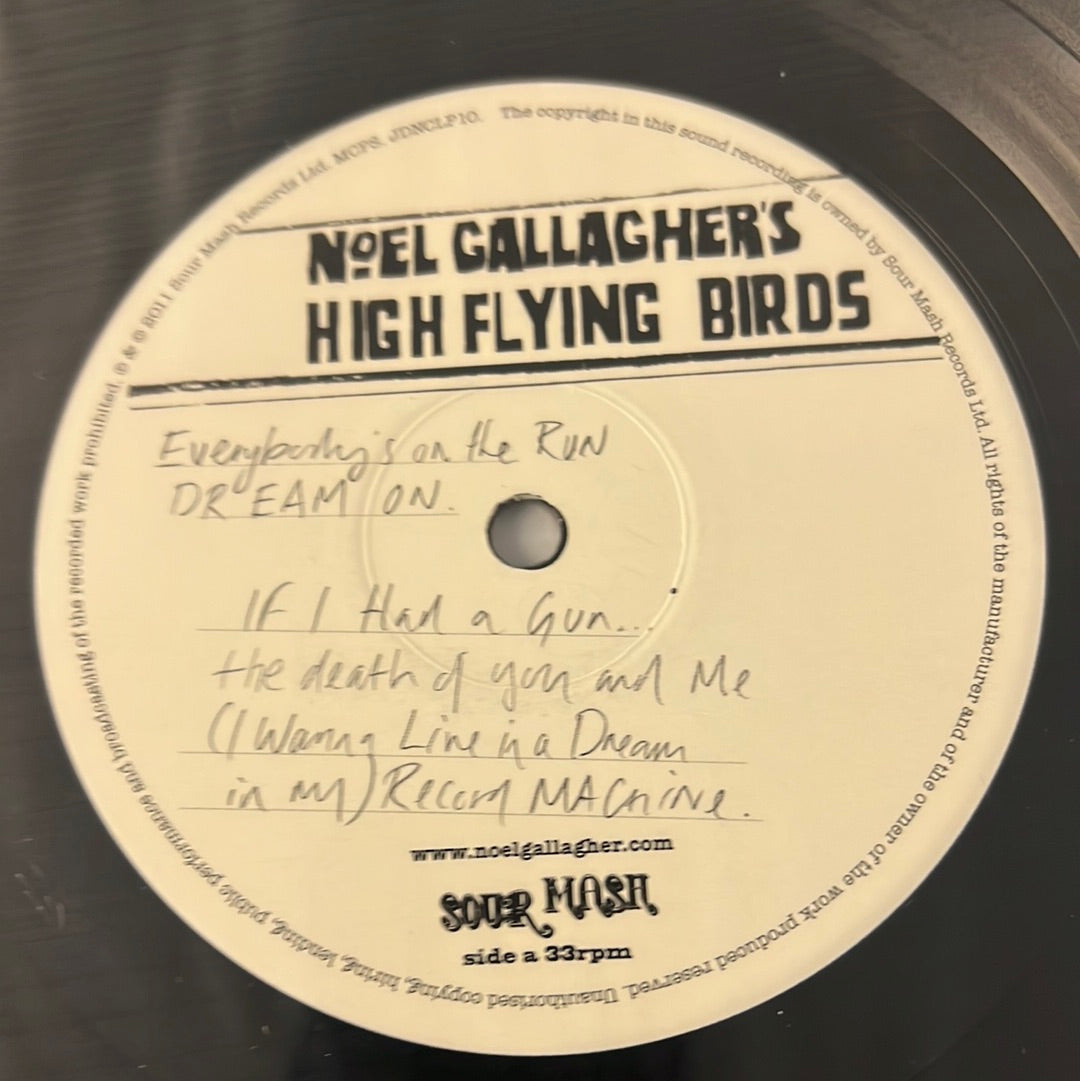 ℗ & © 2011 Sour Mash Records Ltd. MCPS. JDNCLP10. The copyright in this sound recording is owned by Sour Mash Records Ltd. All rights of the manufacturer and of the owner of the work produced reserved. Unauthorised copying, hiring, lending, public performance and broadcasting of the recorded work prohibited.
NOEL GALLAGHER'S
HIGH FLYING BIRDS
Everybody's on the RUN
DREAM ON.
IF I Had a Gun...
the death of you and Me
(I Wanna Live in a Dream
in my) Record MACHiNE.
www.noelgallagher.com
SOUR MASH
side a 33rpm